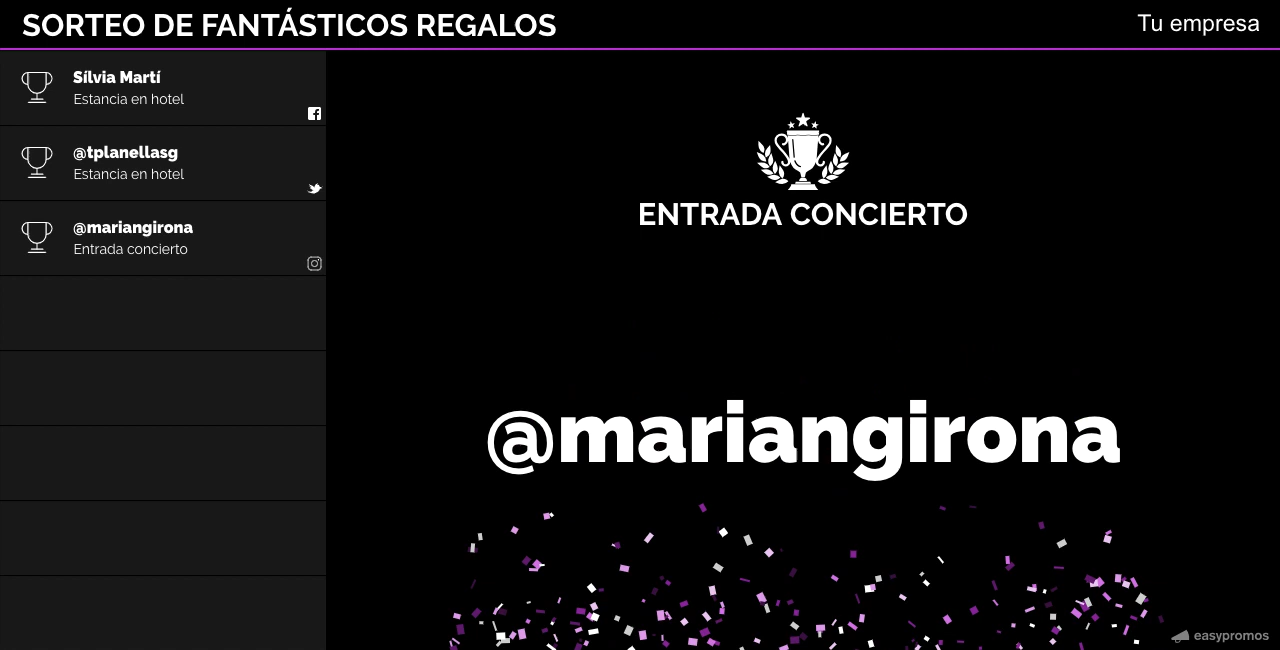 SORTEO DE FANTÁSTICOS REGALOS
Tu empresa
Sílvia Martí
Estancia en hotel
@tplanellasg
Estancia en hotel
@mariangirona
Entrada concierto
ENTRADA CONCIERTO
@mariangirona
easypromos